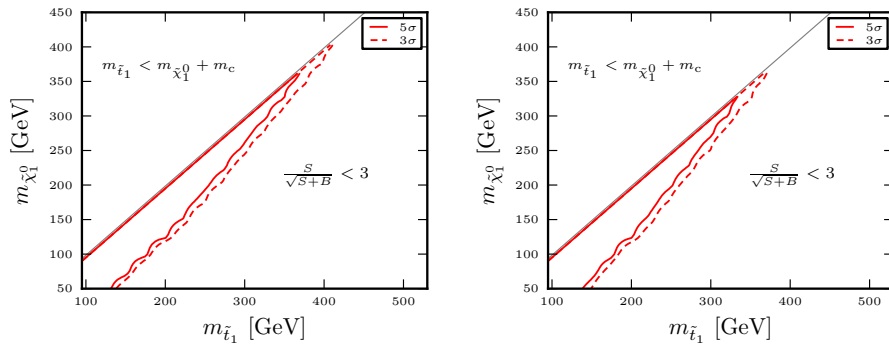 450
400
350
300
250
200
150
100
50
100 200 300 400 500
m_{\tilde{\chi}_1^0} [GeV]
m_{\tilde{t}_1} [GeV]
m_{\tilde{t}_1} < m_{\tilde{\chi}_1^0} + m_c
\frac{S}{\sqrt{S+B}} < 3
5σ
3σ
450
400
350
300
250
200
150
100
50
100 200 300 400 500
m_{\tilde{\chi}_1^0} [GeV]
m_{\tilde{t}_1} [GeV]
m_{\tilde{t}_1} < m_{\tilde{\chi}_1^0} + m_c
\frac{S}{\sqrt{S+B}} < 3
5σ
3σ